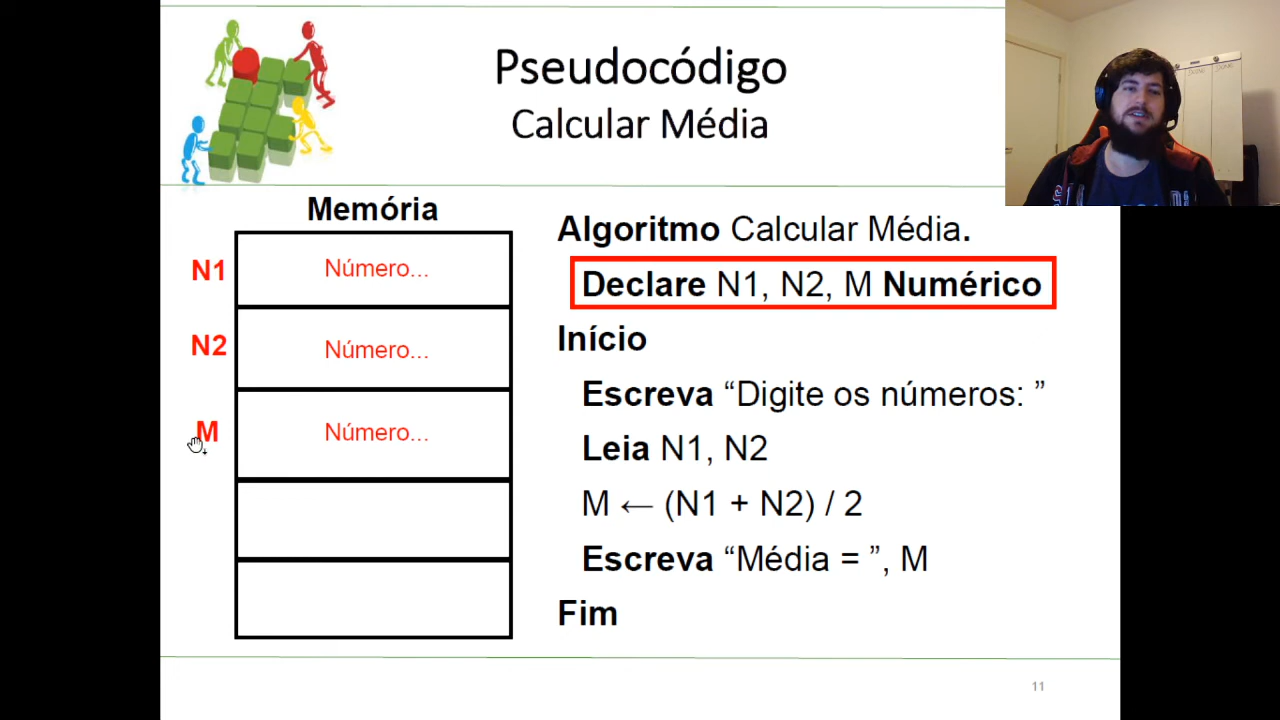 Pseudocódigo
Calcular Média
Memória
N1 Número...
N2 Número...
M Número...
Algoritmo Calcular Média.
Declare N1, N2, M Numérico
Início
Escreva “Digite os números: ”
Leia N1, N2
M ← (N1 + N2) / 2
Escreva “Média = ”, M
Fim
11